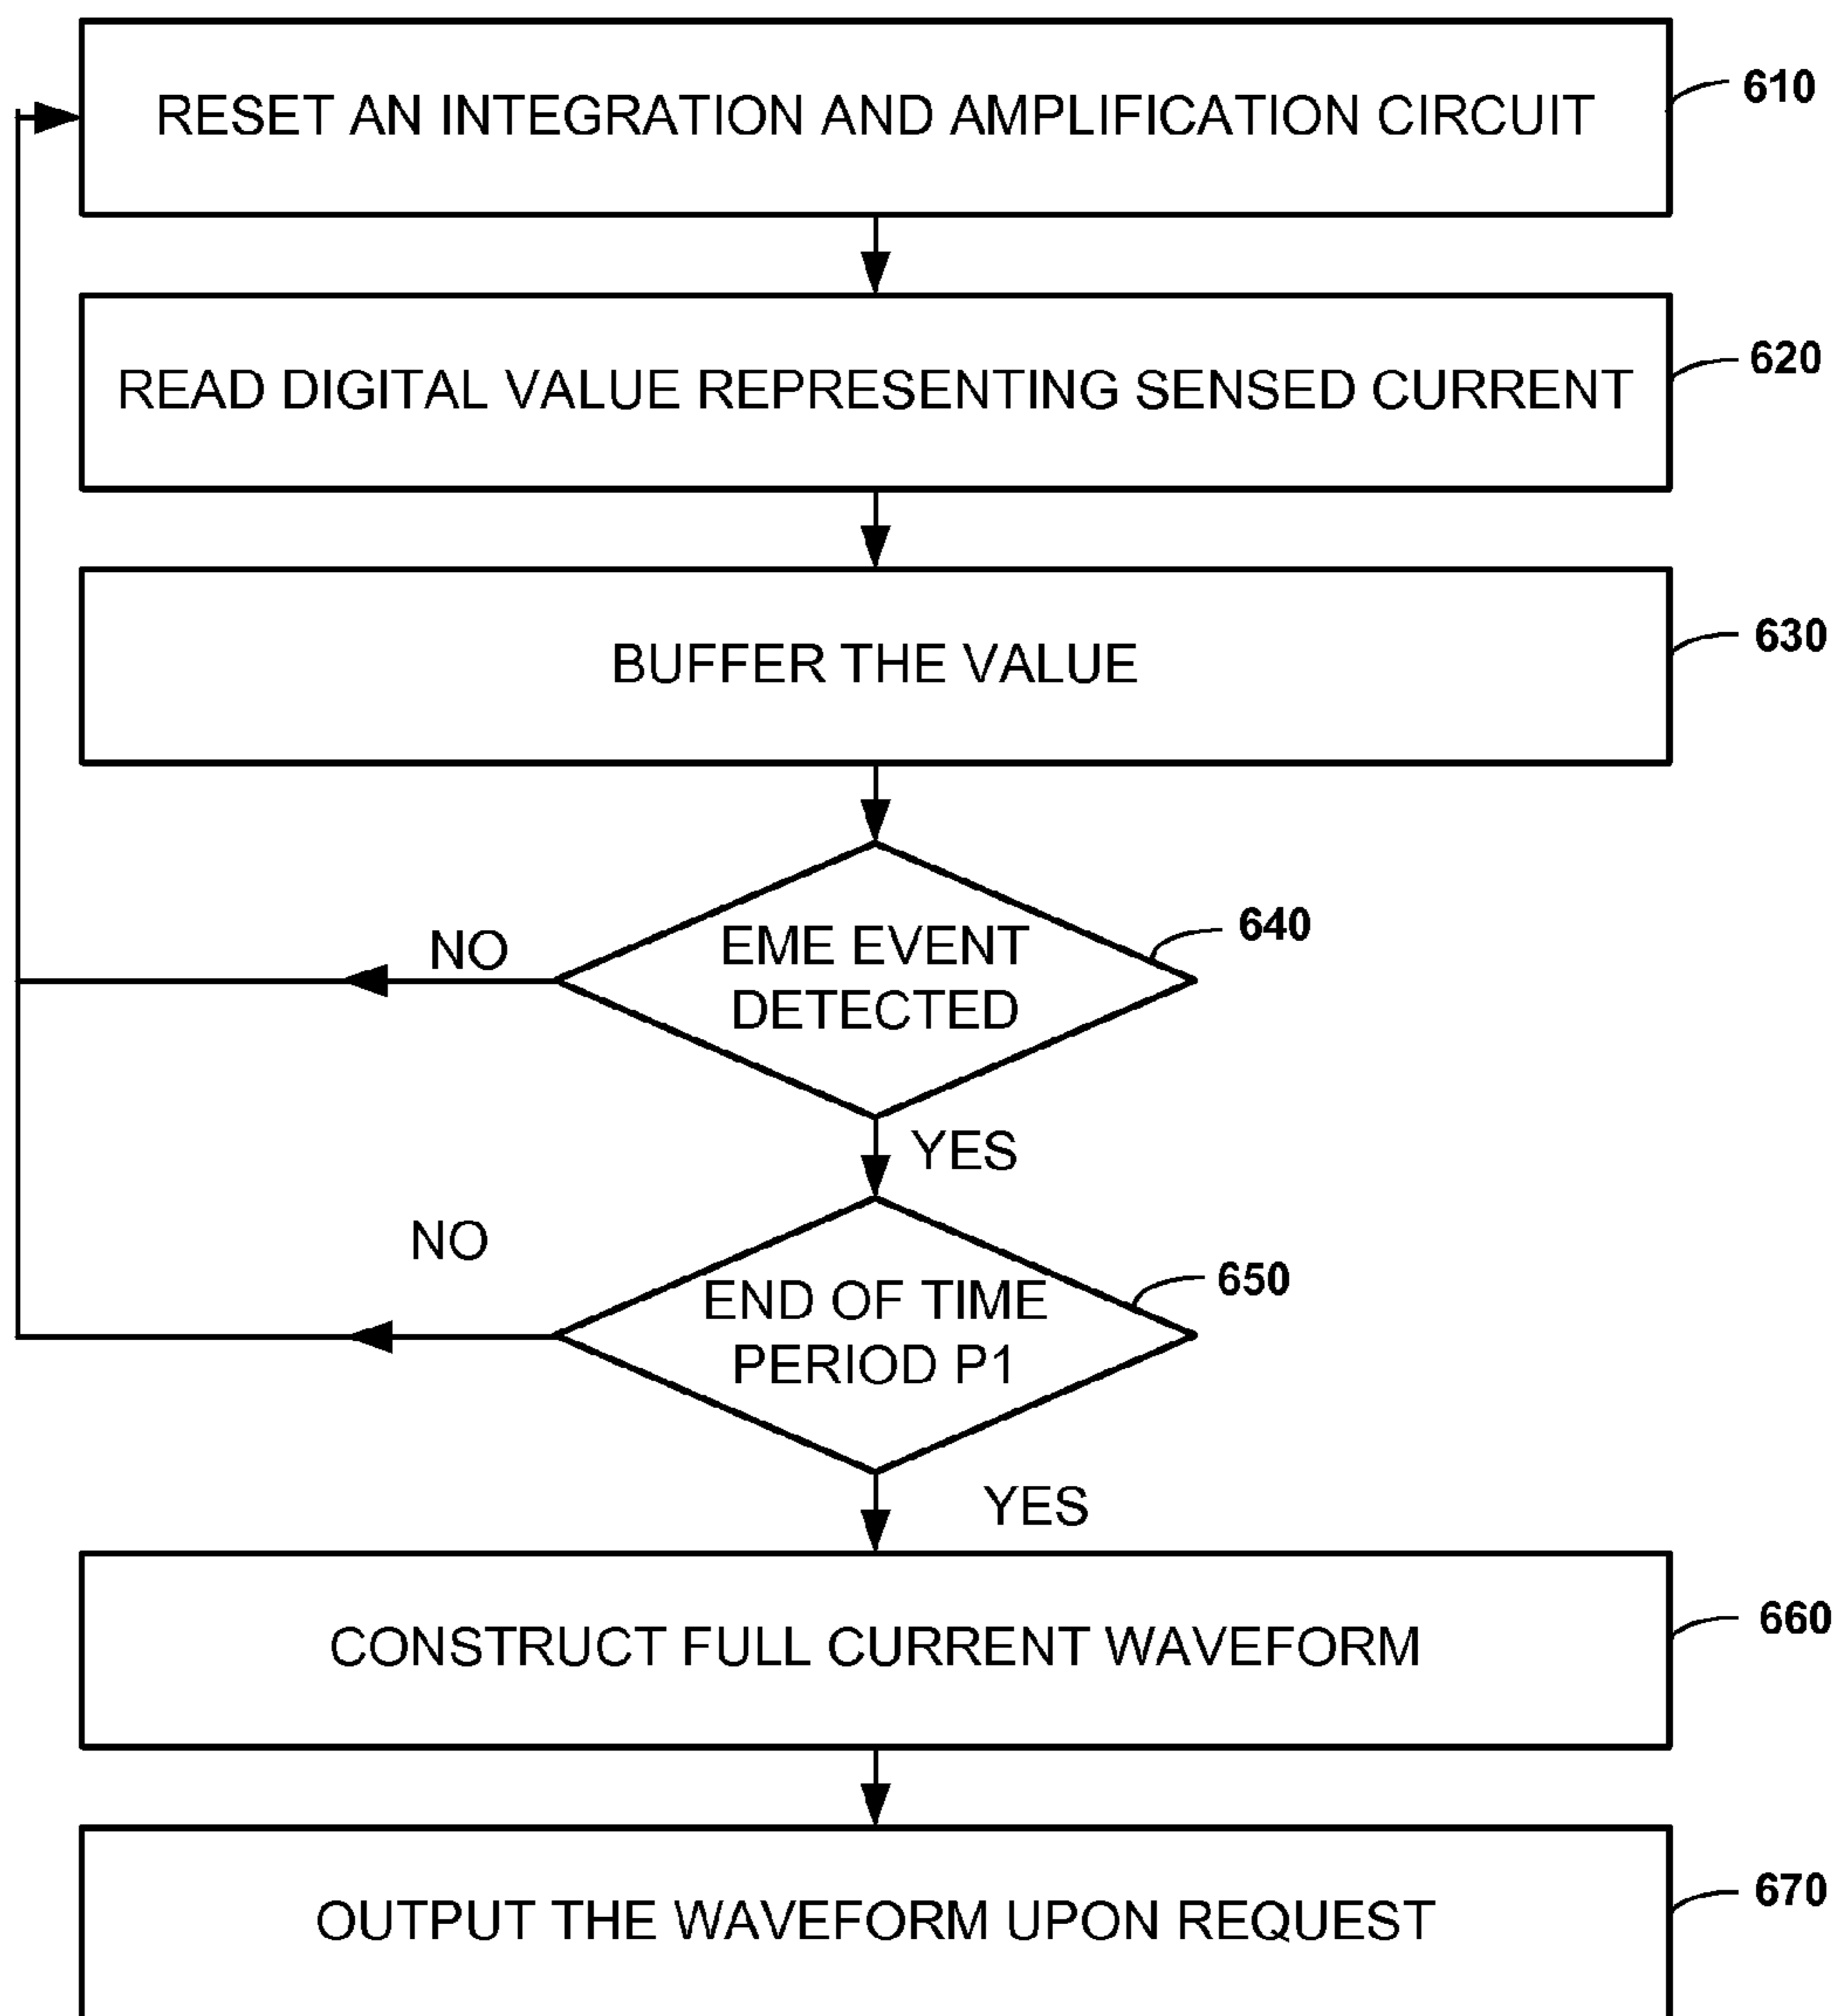 RESET AN INTEGRATION AND AMPLIFICATION CIRCUIT
610
READ DIGITAL VALUE REPRESENTING SENSED CURRENT
620
BUFFER THE VALUE
630
EME EVENT
DETECTED
640
NO
YES
END OF TIME
PERIOD P1
650
NO
YES
CONSTRUCT FULL CURRENT WAVEFORM
660
OUTPUT THE WAVEFORM UPON REQUEST
670